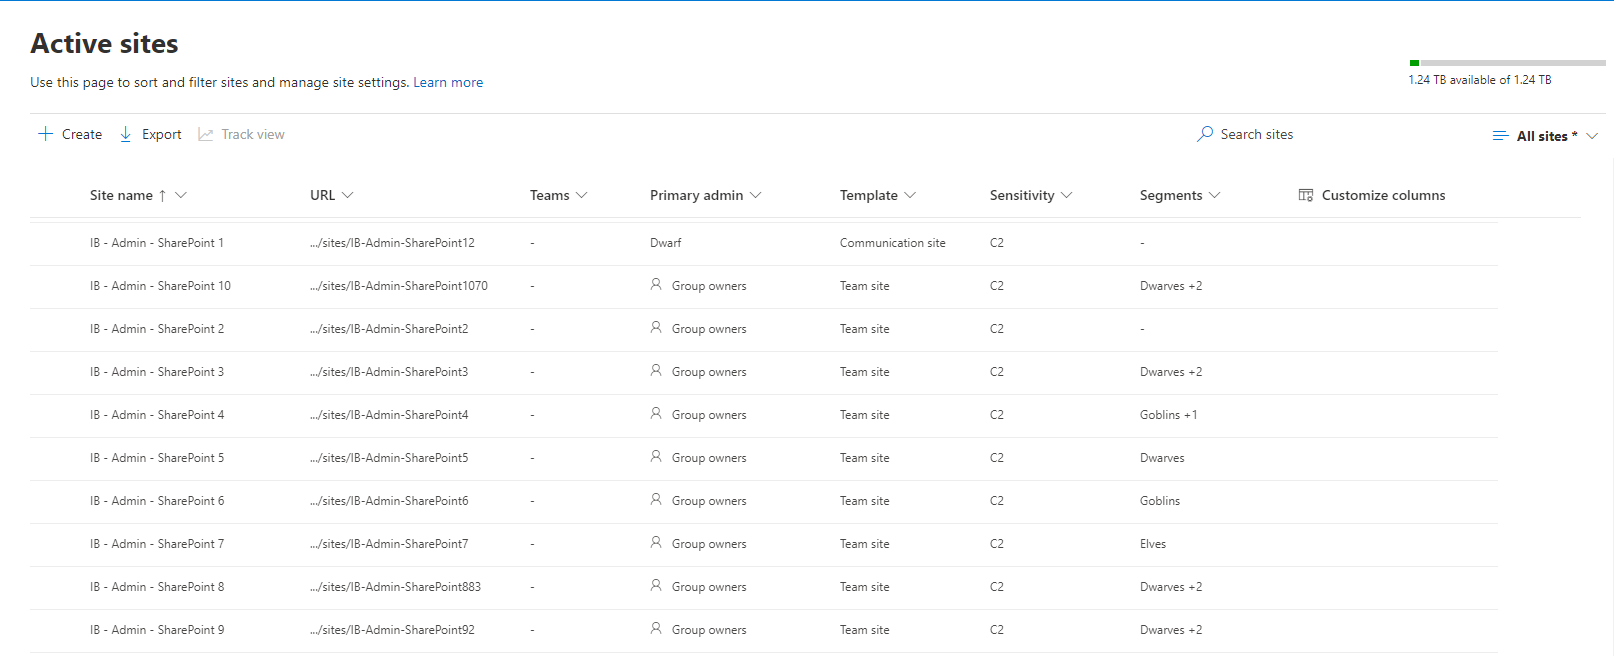 Active sites
Use this page to sort and filter sites and manage site settings. Learn more
1.24 TB available of 1.24 TB
Create Export Track view Search sites All sites *
Site name ↑ URL Teams Primary admin Template Sensitivity Segments Customize columns
IB - Admin - SharePoint 1 .../sites/IB-Admin-SharePoint12 - Dwarf Communication site C2 -
IB - Admin - SharePoint 10 .../sites/IB-Admin-SharePoint1070 - Group owners Team site C2 Dwarves +2
IB - Admin - SharePoint 2 .../sites/IB-Admin-SharePoint2 - Group owners Team site C2 -
IB - Admin - SharePoint 3 .../sites/IB-Admin-SharePoint3 - Group owners Team site C2 Dwarves +2
IB - Admin - SharePoint 4 .../sites/IB-Admin-SharePoint4 - Group owners Team site C2 Goblins +1
IB - Admin - SharePoint 5 .../sites/IB-Admin-SharePoint5 - Group owners Team site C2 Dwarves
IB - Admin - SharePoint 6 .../sites/IB-Admin-SharePoint6 - Group owners Team site C2 Goblins
IB - Admin - SharePoint 7 .../sites/IB-Admin-SharePoint7 - Group owners Team site C2 Elves
IB - Admin - SharePoint 8 .../sites/IB-Admin-SharePoint883 - Group owners Team site C2 Dwarves +2
IB - Admin - SharePoint 9 .../sites/IB-Admin-SharePoint92 - Group owners Team site C2 Dwarves +2